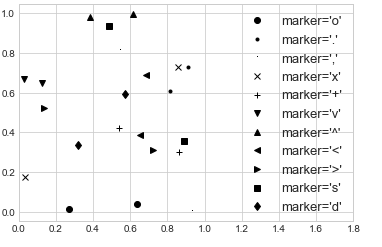 1.0
0.8
0.6
0.4
0.2
0.0
marker='o'
marker='.'
marker=','
marker='x'
marker='+'
marker='v'
marker='^'
marker='<'
marker='>'
marker='s'
marker='d'
0.0 0.2 0.4 0.6 0.8 1.0 1.2 1.4 1.6 1.8